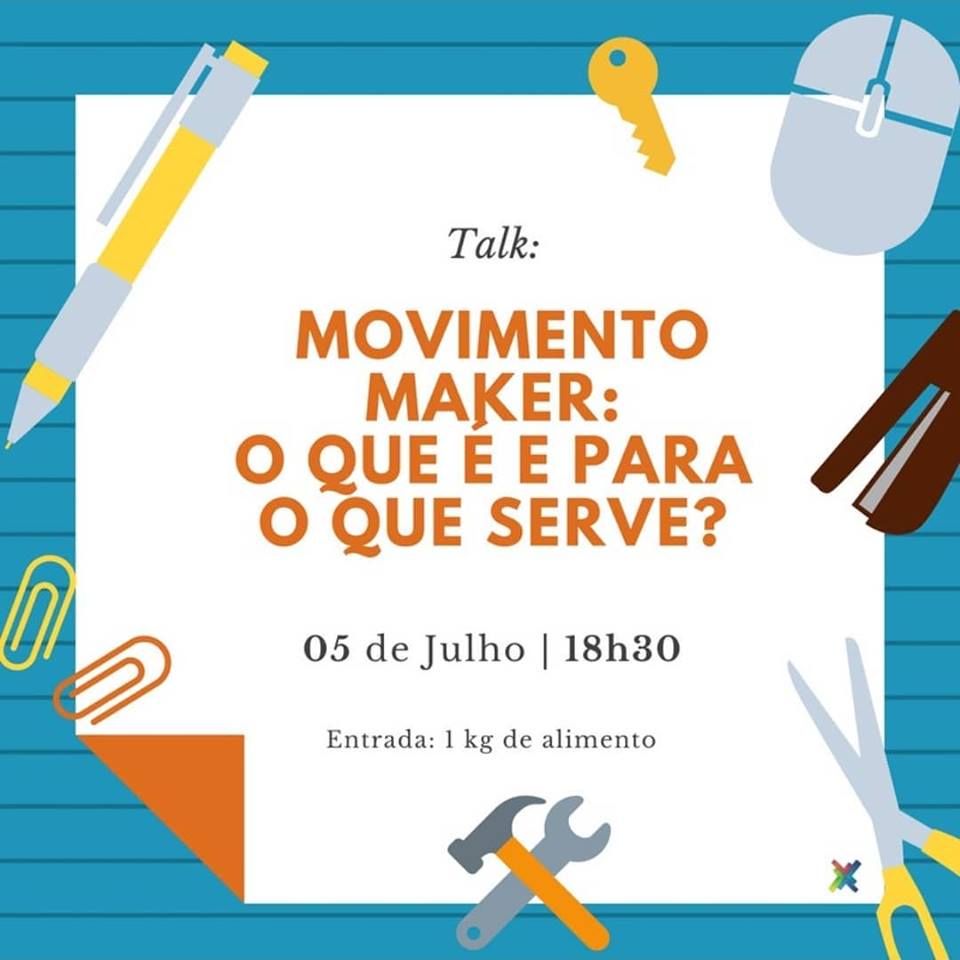 Talk:
MOVIMENTO
MAKER:
O QUE É E PARA
O QUE SERVE?
05 de Julho | 18h30
Entrada: 1 kg de alimento